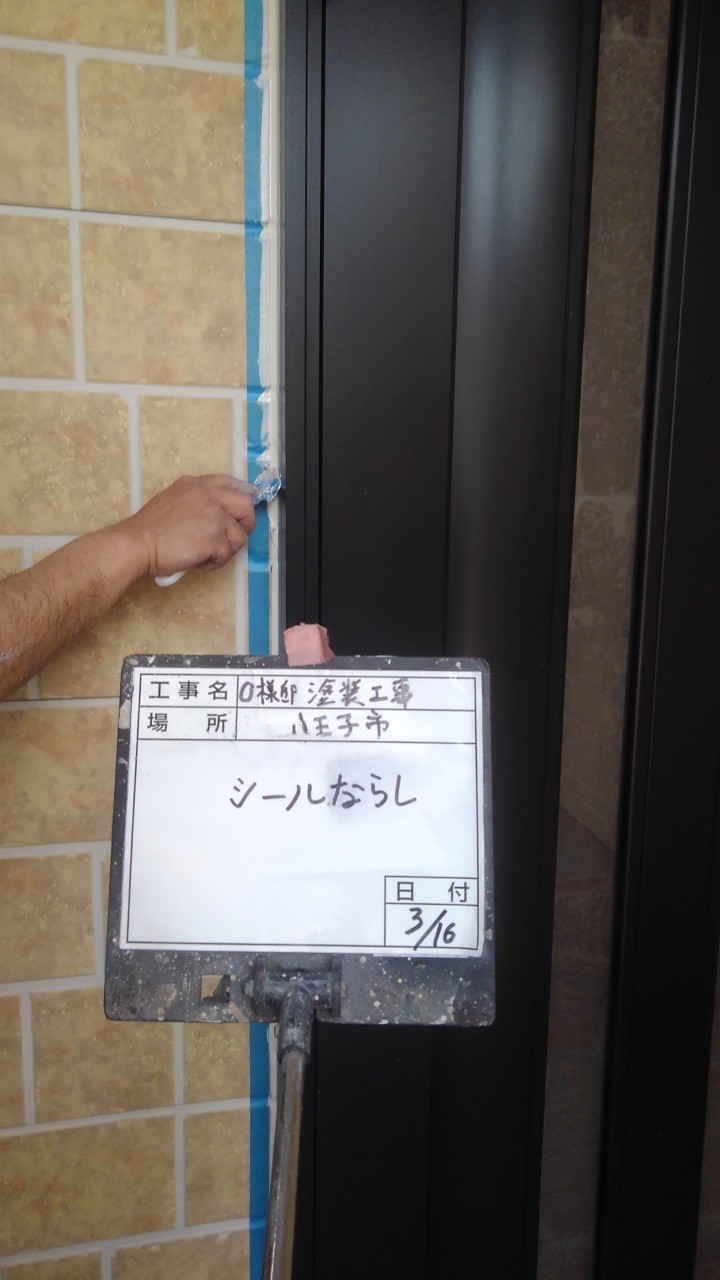 工事名 O様邸 塗装工事
場所 八王子市
シールならし
日付
3/16